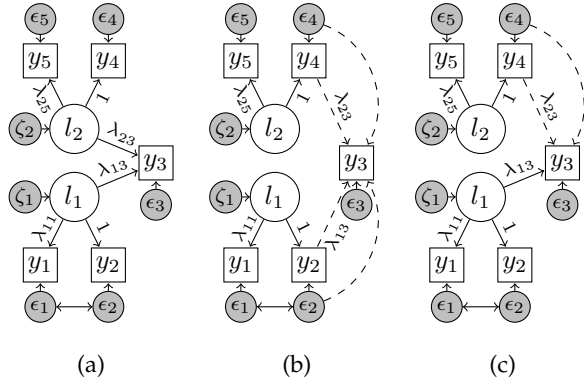 ϵ5 ϵ4 ϵ5 ϵ4 ϵ5 ϵ4
y5 y4 y5 y4 y5 y4
λ25 1 λ25 1 λ23 λ25 1 λ23
ζ2 l2 λ23 ζ2 l2 ζ2 l2
y3 y3 y3
ζ1 l1 λ13 ϵ3 ζ1 l1 ϵ3 ζ1 l1 λ13 ϵ3
λ11 1 λ11 1 λ13 λ11 1
y1 y2 y1 y2 y1 y2
ϵ1 ϵ2 ϵ1 ϵ2 ϵ1 ϵ2
(a) (b) (c)